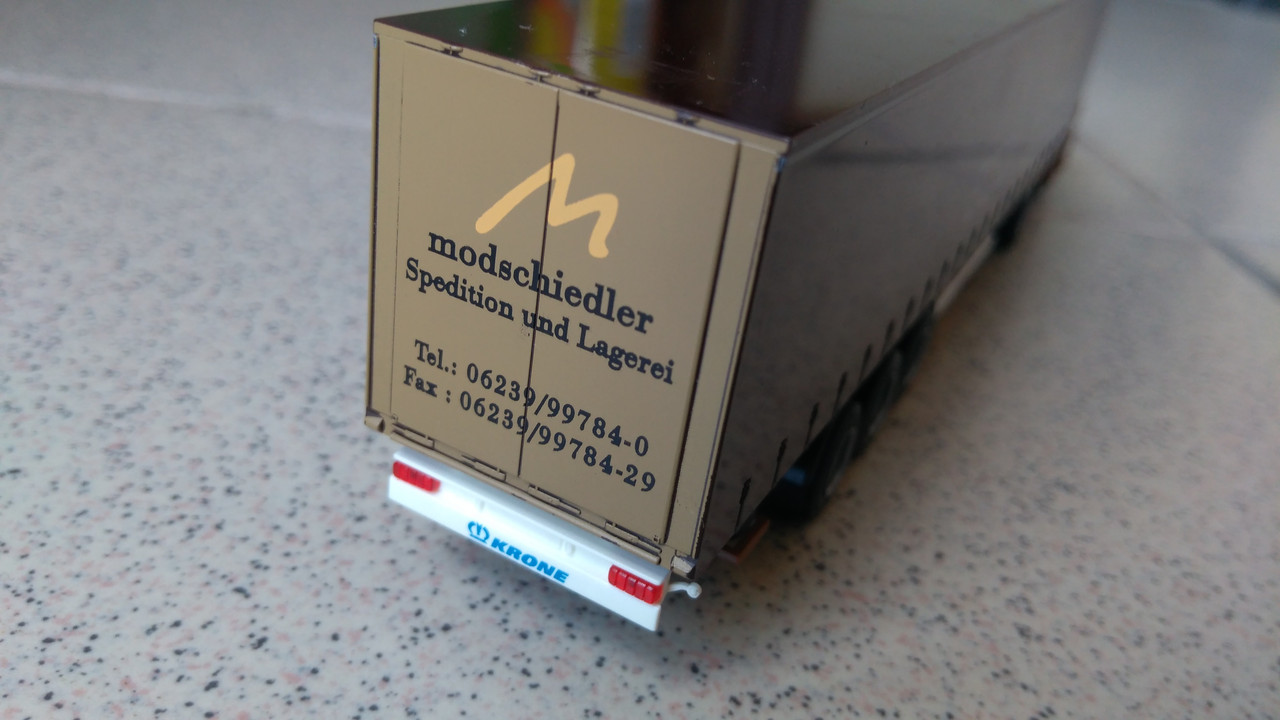 modschiedler
Spedition und Lagerei
Tel.: 06239/99784-0
Fax : 06239/99784-29
KRONE